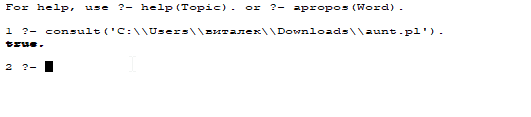 For help, use ?- help(Topic). or ?- apropos(Word).
1 ?- consult('C:\\Users\\виталек\\Downloads\\aunt.pl').
true.
2 ?-